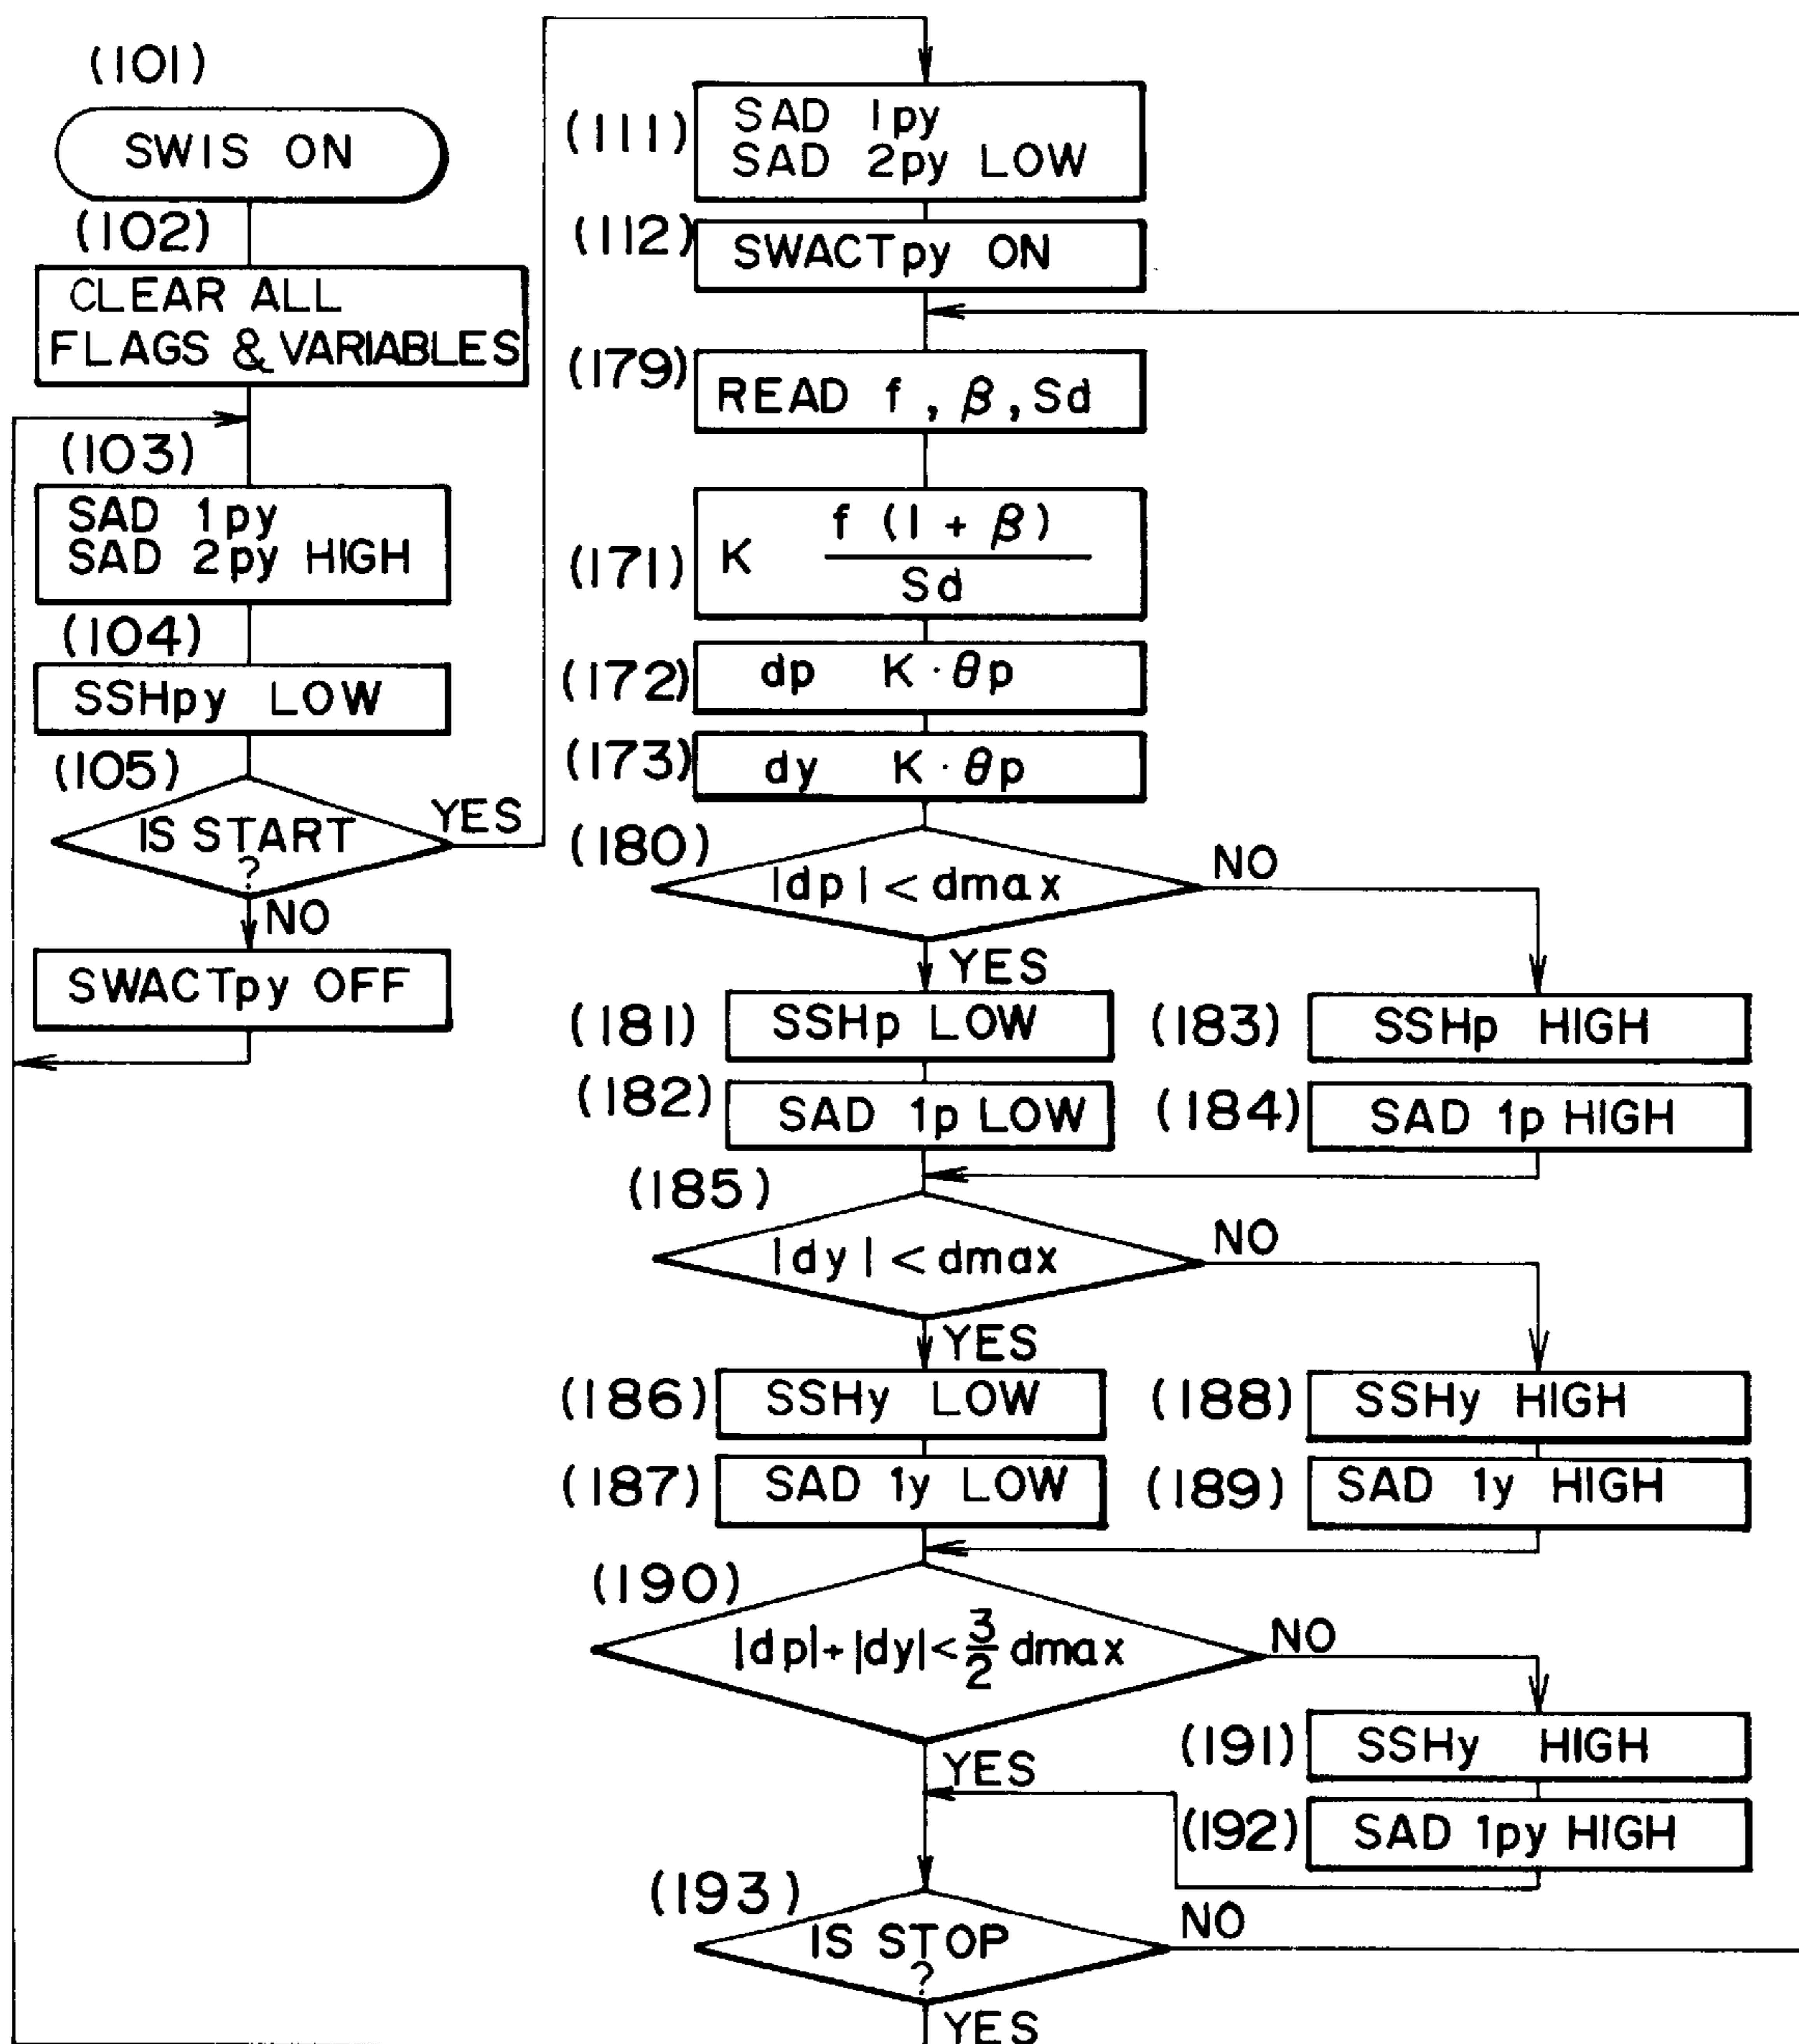 (101)
SWIS ON
(102)
CLEAR ALL
FLAGS & VARIABLES
(103)
SAD 1py
SAD 2py HIGH
(104)
SSHpy LOW
(105)
IS START
?
YES
NO
SWACTpy OFF
(111)
SAD 1py
SAD 2py LOW
(112)
SWACTpy ON
(179)
READ f, β, Sd
(171)
K f (1 + β)
Sd
(172)
dp K · θp
(173)
dy K · θp
(180)
|dp| < dmax
NO
YES
(181)
SSHp LOW
(183)
SSHp HIGH
(182)
SAD 1p LOW
(184)
SAD 1p HIGH
(185)
|dy| < dmax
NO
YES
(186)
SSHy LOW
(188)
SSHy HIGH
(187)
SAD 1y LOW
(189)
SAD 1y HIGH
(190)
|dp|+|dy|<3/2 dmax
NO
YES
(191)
SSHy HIGH
(192)
SAD 1py HIGH
(193)
IS STOP
?
NO
YES